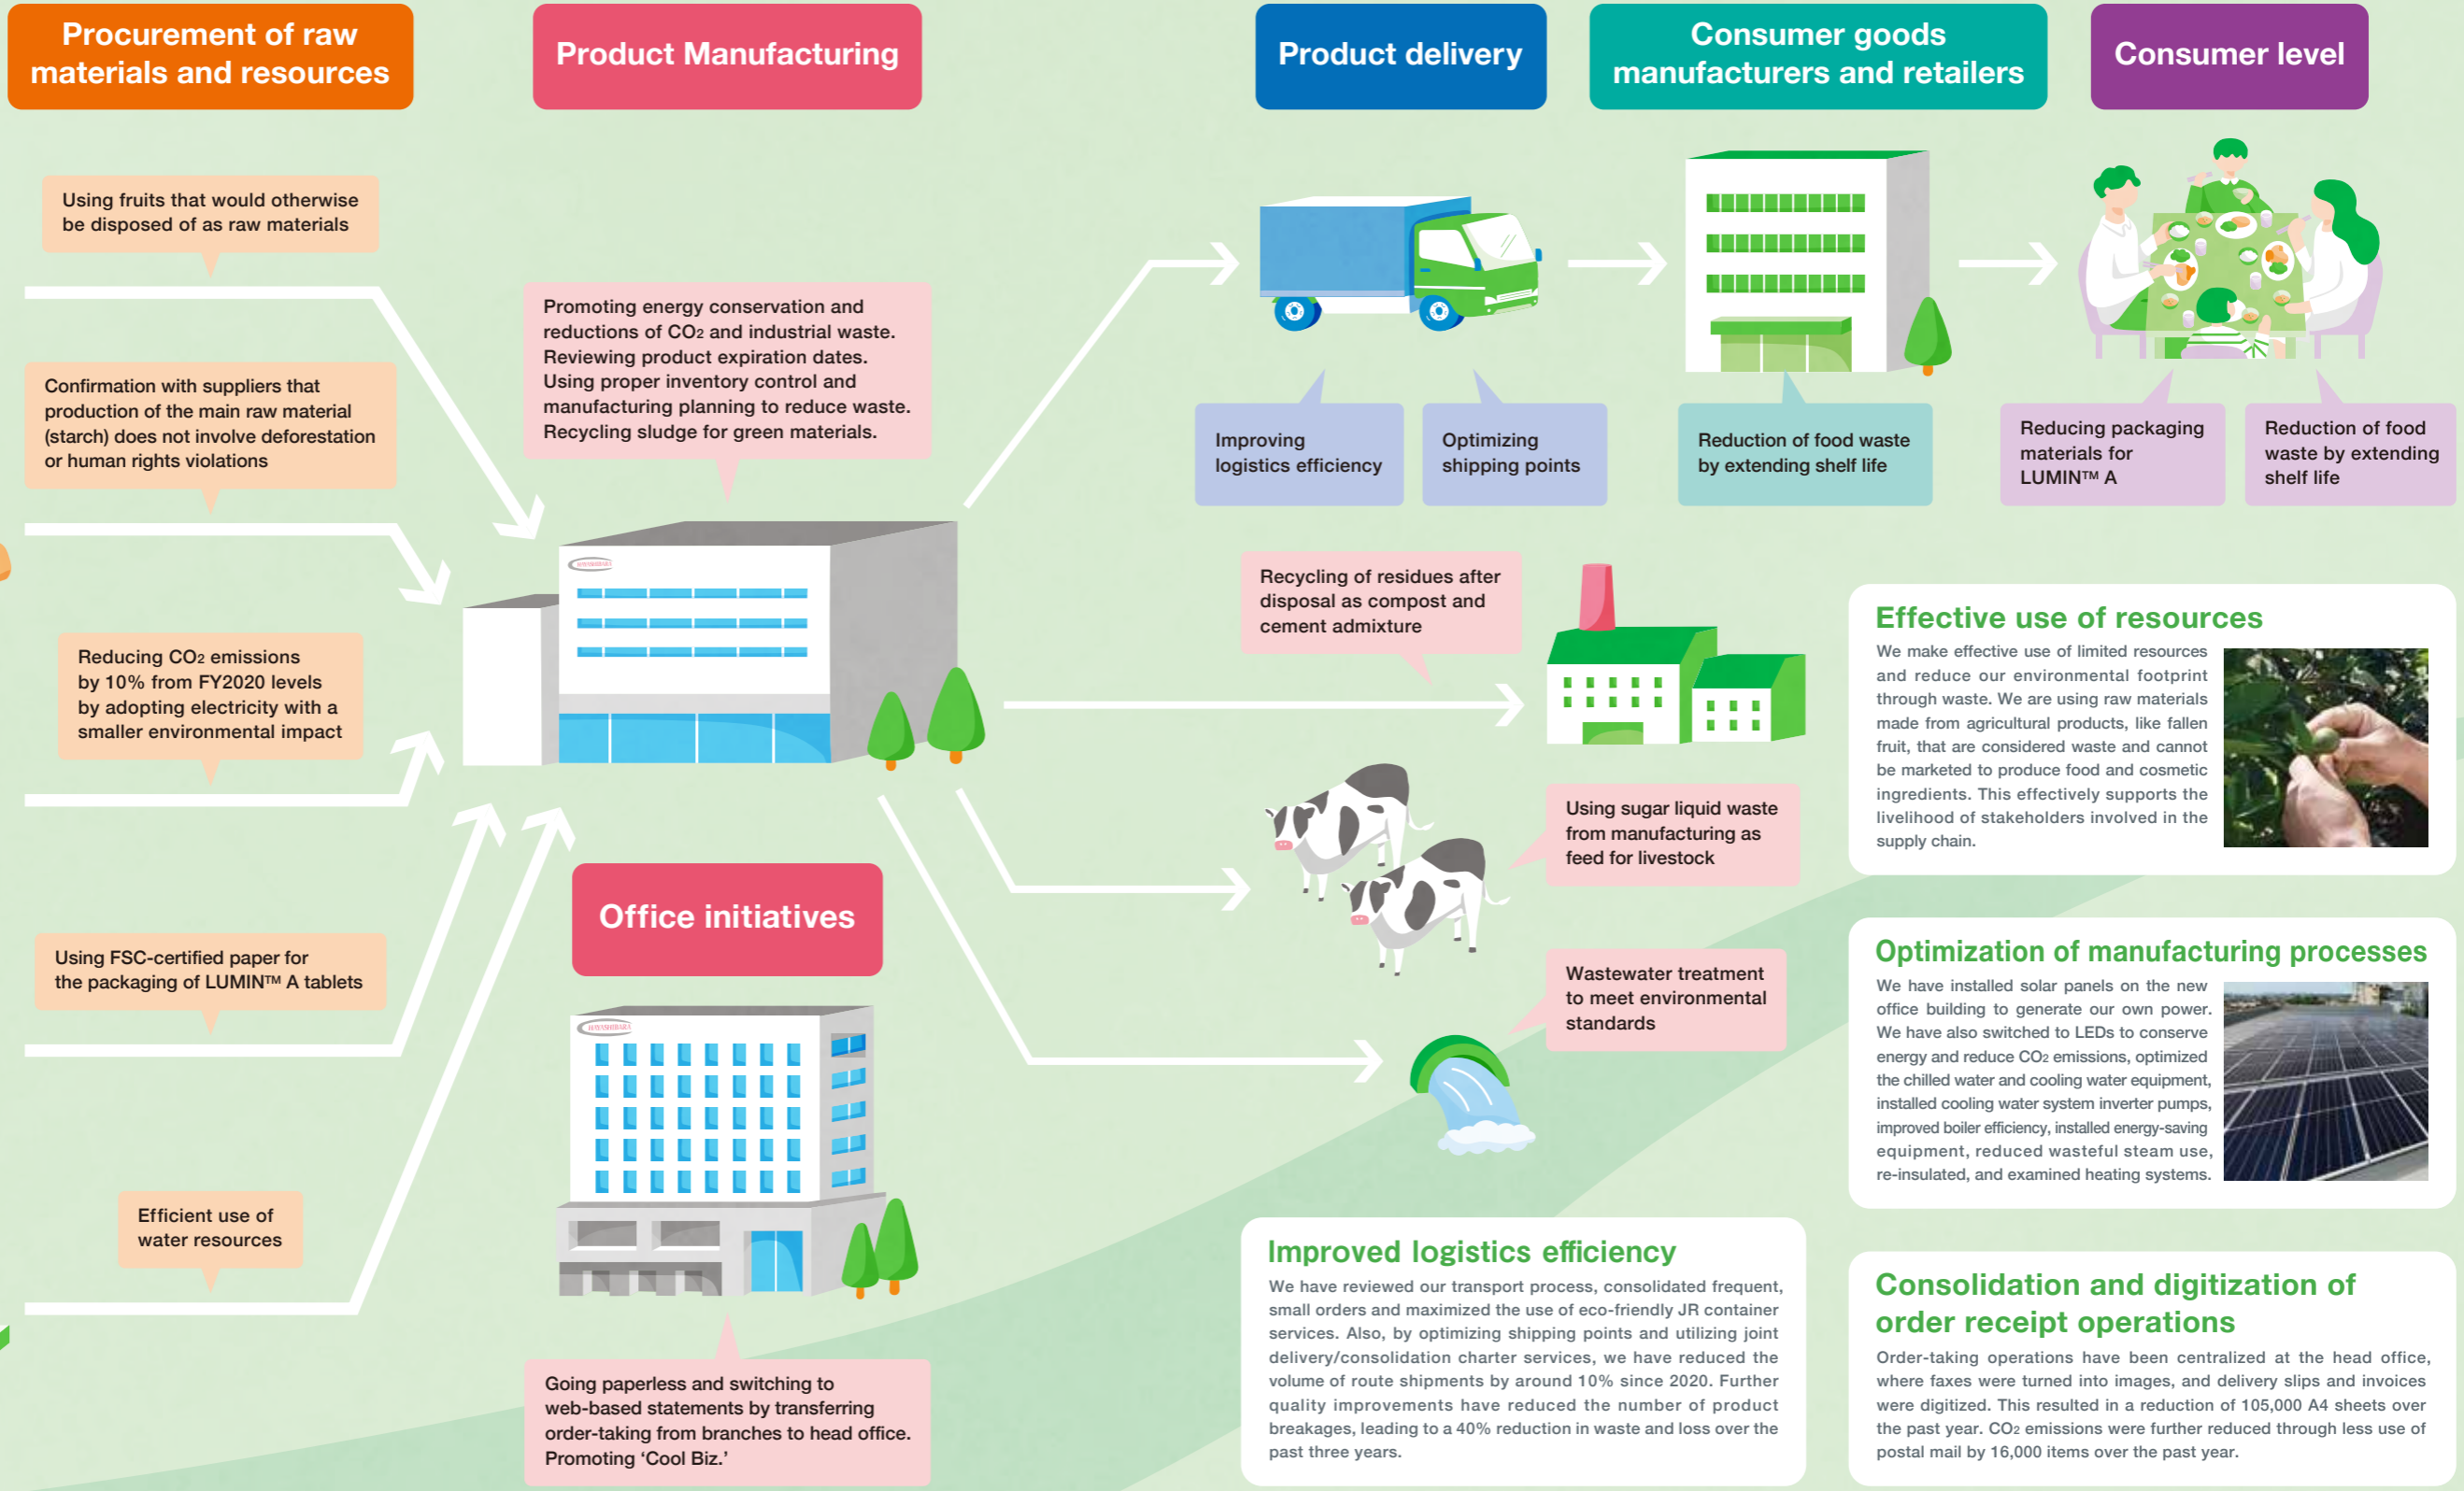 Procurement of raw
materials and resources
Product Manufacturing
Product delivery
Consumer goods
manufacturers and retailers
Consumer level
Using fruits that would otherwise
be disposed of as raw materials
Confirmation with suppliers that
production of the main raw material
(starch) does not involve deforestation
or human rights violations
Reducing CO2 emissions
by 10% from FY2020 levels
by adopting electricity with a
smaller environmental impact
Using FSC-certified paper for
the packaging of LUMIN™ A tablets
Efficient use of
water resources
Promoting energy conservation and
reductions of CO2 and industrial waste.
Reviewing product expiration dates.
Using proper inventory control and
manufacturing planning to reduce waste.
Recycling sludge for green materials.
HAYASHIBARA
Office initiatives
HAYASHIBARA
Going paperless and switching to
web-based statements by transferring
order-taking from branches to head office.
Promoting ‘Cool Biz.’
Improving
logistics efficiency
Optimizing
shipping points
Reduction of food waste
by extending shelf life
Reducing packaging
materials for
LUMIN™ A
Reduction of food
waste by extending
shelf life
Recycling of residues after
disposal as compost and
cement admixture
Using sugar liquid waste
from manufacturing as
feed for livestock
Wastewater treatment
to meet environmental
standards
Improved logistics efficiency
We have reviewed our transport process, consolidated frequent,
small orders and maximized the use of eco-friendly JR container
services. Also, by optimizing shipping points and utilizing joint
delivery/consolidation charter services, we have reduced the
volume of route shipments by around 10% since 2020. Further
quality improvements have reduced the number of product
breakages, leading to a 40% reduction in waste and loss over the
past three years.
Effective use of resources
We make effective use of limited resources
and reduce our environmental footprint
through waste. We are using raw materials
made from agricultural products, like fallen
fruit, that are considered waste and cannot
be marketed to produce food and cosmetic
ingredients. This effectively supports the
livelihood of stakeholders involved in the
supply chain.
Optimization of manufacturing processes
We have installed solar panels on the new
office building to generate our own power.
We have also switched to LEDs to conserve
energy and reduce CO2 emissions, optimized
the chilled water and cooling water equipment,
installed cooling water system inverter pumps,
improved boiler efficiency, installed energy-saving
equipment, reduced wasteful steam use,
re-insulated, and examined heating systems.
Consolidation and digitization of
order receipt operations
Order-taking operations have been centralized at the head office,
where faxes were turned into images, and delivery slips and invoices
were digitized. This resulted in a reduction of 105,000 A4 sheets over
the past year. CO2 emissions were further reduced through less use of
postal mail by 16,000 items over the past year.